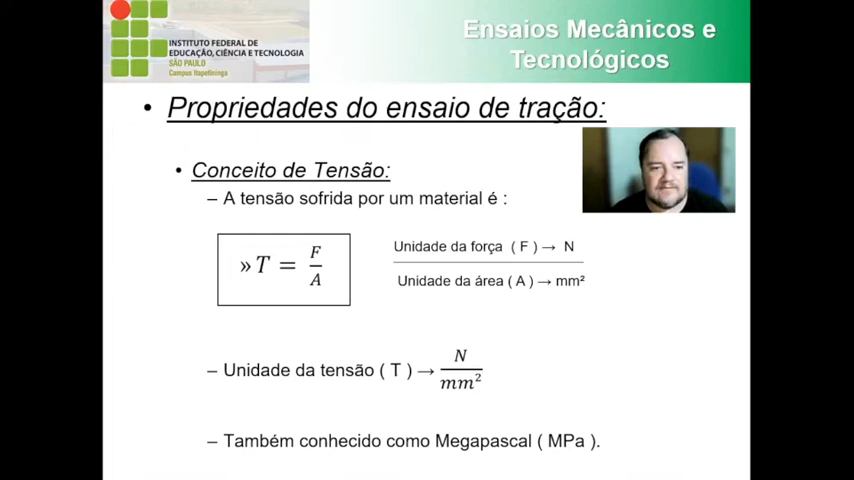 INSTITUTO FEDERAL DE
EDUCAÇÃO, CIÊNCIA E TECNOLOGIA
SÃO PAULO
Campus Itapetininga
Ensaios Mecânicos e
Tecnológicos
• Propriedades do ensaio de tração:
• Conceito de Tensão:
– A tensão sofrida por um material é :
» T = F/A
Unidade da força ( F ) → N
Unidade da área ( A ) → mm²
– Unidade da tensão ( T ) → N/mm²
– Também conhecido como Megapascal ( MPa ).